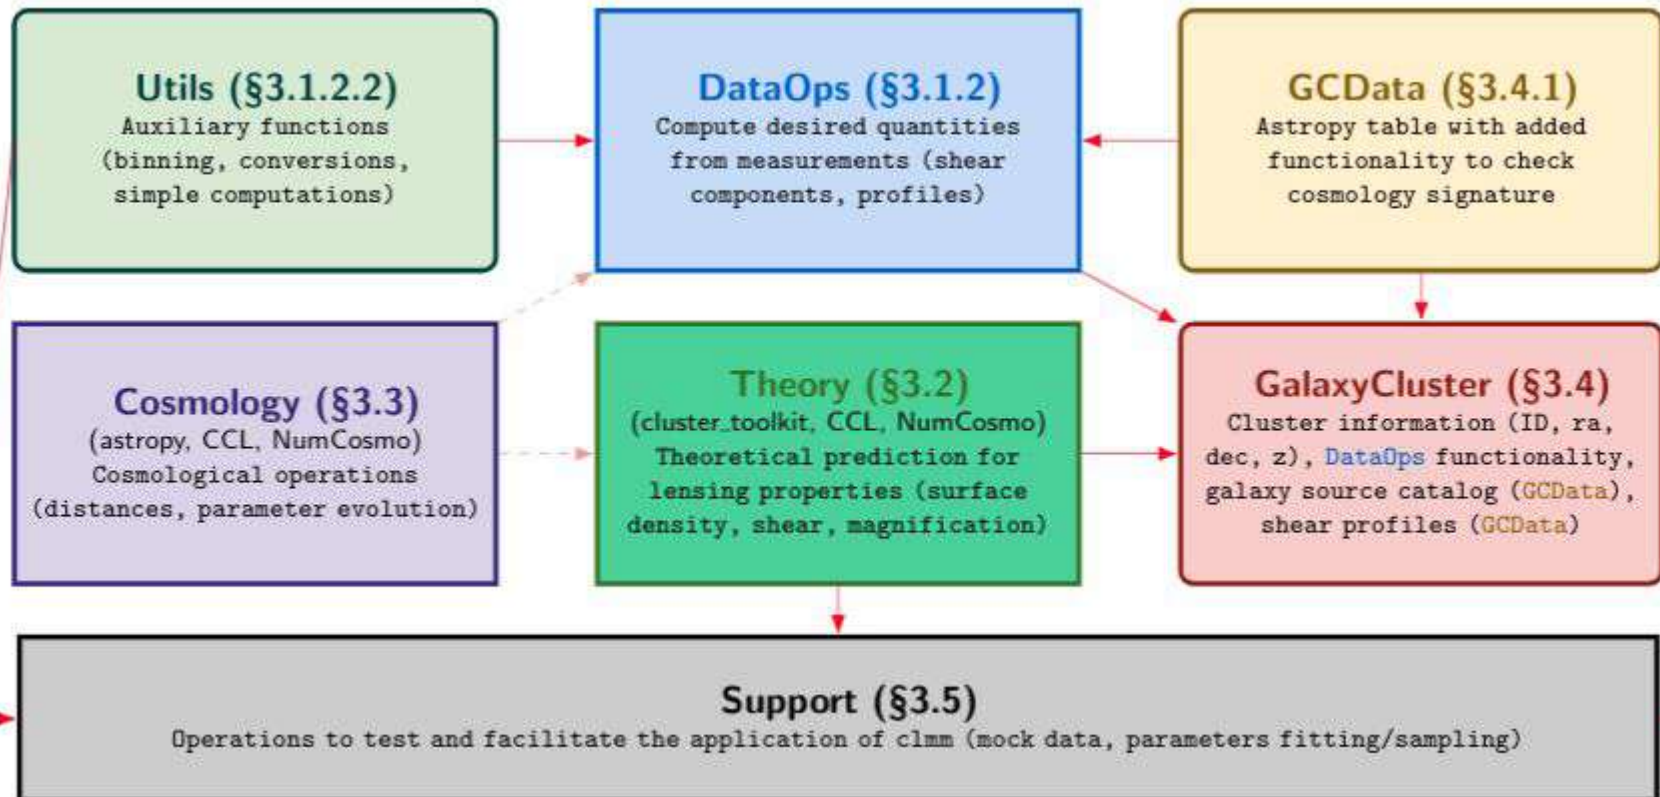 Utils (§3.1.2.2)
Auxiliary functions
(binning, conversions,
simple computations)
DataOps (§3.1.2)
Compute desired quantities
from measurements (shear
components, profiles)
GCData (§3.4.1)
Astropy table with added
functionality to check
cosmology signature
Cosmology (§3.3)
(astropy, CCL, NumCosmo)
Cosmological operations
(distances, parameter evolution)
Theory (§3.2)
(cluster_toolkit, CCL, NumCosmo)
Theoretical prediction for
lensing properties (surface
density, shear, magnification)
GalaxyCluster (§3.4)
Cluster information (ID, ra,
dec, z), DataOps functionality,
galaxy source catalog (GCData),
shear profiles (GCData)
Support (§3.5)
Operations to test and facilitate the application of clmm (mock data, parameters fitting/sampling)